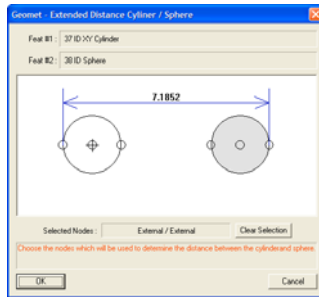 Geomet - Extended Distance Cyliner / Sphere
Feat #1 : 37 ID XY Cylinder
Feat #2 : 38 ID Sphere
7.1852
Selected Nodes : External / External Clear Selection
Choose the nodes which will be used to detemine the distance between the cylinderand sphere.
OK Cancel